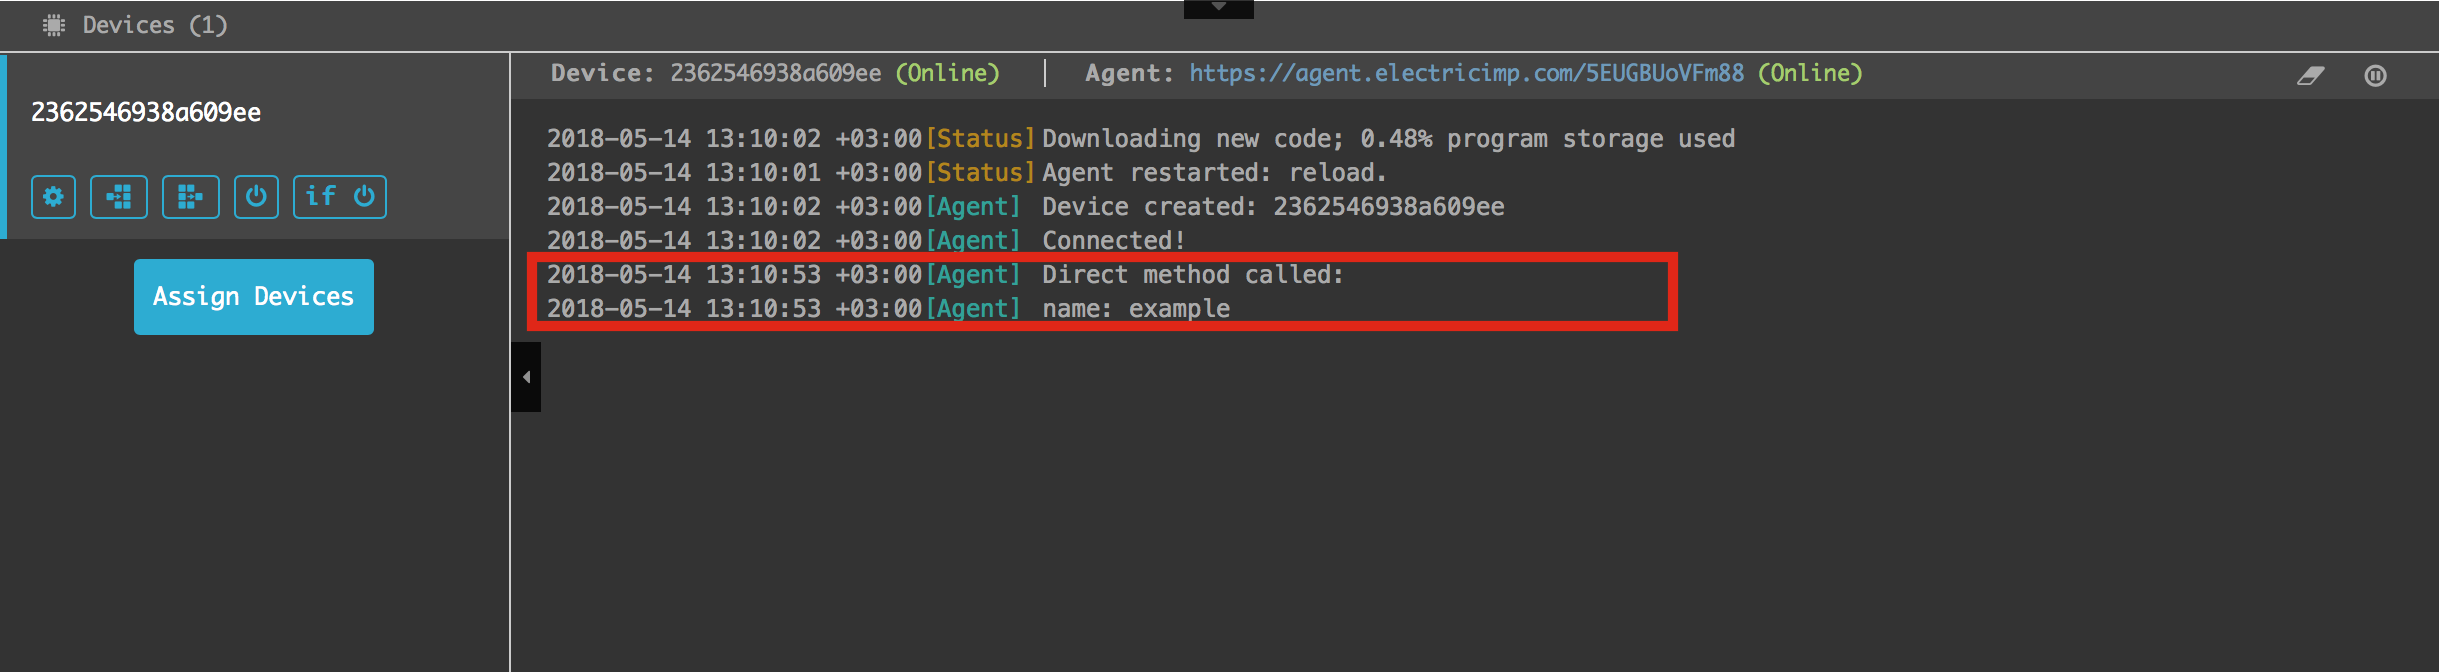 Devices (1)
Device: 2362546938a609ee (Online) | Agent: https://agent.electricimp.com/5EUGBUoVFm88 (Online)
2362546938a609ee
if
Assign Devices
2018-05-14 13:10:02 +03:00[Status] Downloading new code; 0.48% program storage used
2018-05-14 13:10:01 +03:00[Status] Agent restarted: reload.
2018-05-14 13:10:02 +03:00[Agent] Device created: 2362546938a609ee
2018-05-14 13:10:02 +03:00[Agent] Connected!
2018-05-14 13:10:53 +03:00[Agent] Direct method called:
2018-05-14 13:10:53 +03:00[Agent] name: example